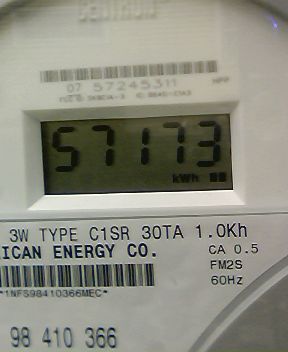 CENTRON
07 57245311
57173
kWh
3W TYPE C1SR 30TA 1.0Kh
ICAN ENERGY CO.
CA 0.5
FM2S
60Hz
*1NFS98410366MEC*
98 410 366